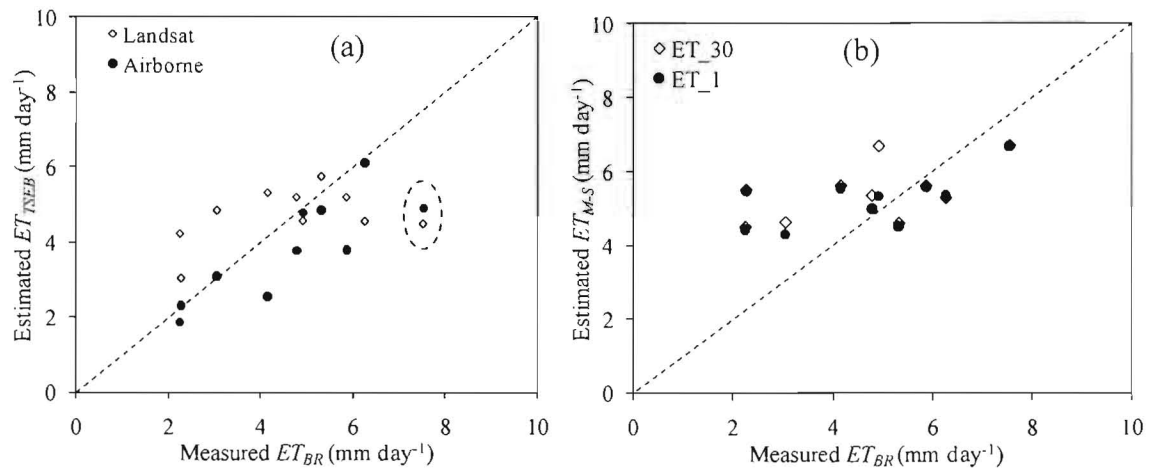 10
8
6
4
2
0
Estimated ET_TSEB (mm day⁻¹)
◇ Landsat
● Airborne
(a)
0 2 4 6 8 10
Measured ET_BR (mm day⁻¹)
10
8
6
4
2
0
Estimated ET_M-S (mm day⁻¹)
◇ ET_30
● ET_1
(b)
0 2 4 6 8 10
Measured ET_BR (mm day⁻¹)